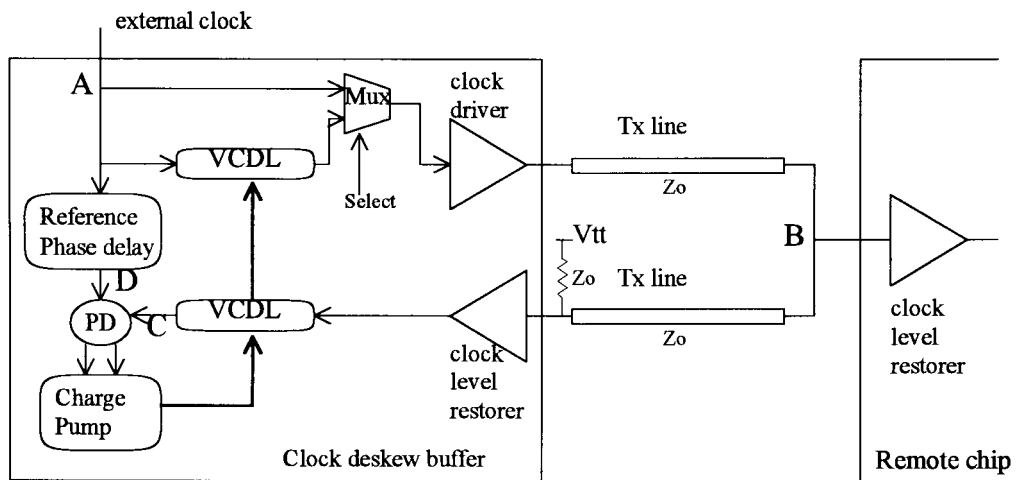 external clock
A
Mux
clock
driver
Tx line
VCDL
Zo
Select
Reference
Phase delay
D
Vtt
Zo
B
Tx line
PD
C
VCDL
Zo
clock
level
restorer
clock
level
restorer
Charge
Pump
Clock deskew buffer
Remote chip